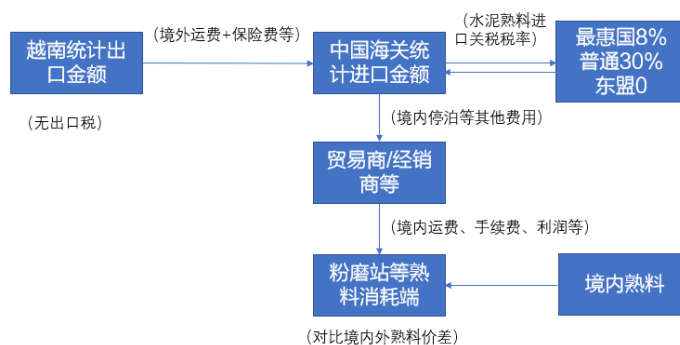 越南统计出
口金额
（无出口税）
（境外运费+保险费等）
中国海关统
计进口金额
（水泥熟料进
口关税税率）
最惠国8%
普通30%
东盟0
（境内停泊等其他费用）
贸易商/经销
商等
（境内运费、手续费、利润等）
粉磨站等熟
料消耗端
境内熟料
（对比境内外熟料价差）